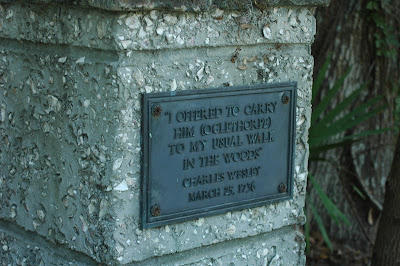 "I OFFERED TO CARRY
HIM (OGLETHORPE)
TO MY USUAL WALK
IN THE WOODS"
CHARLES WESLEY
MARCH 25, 1736